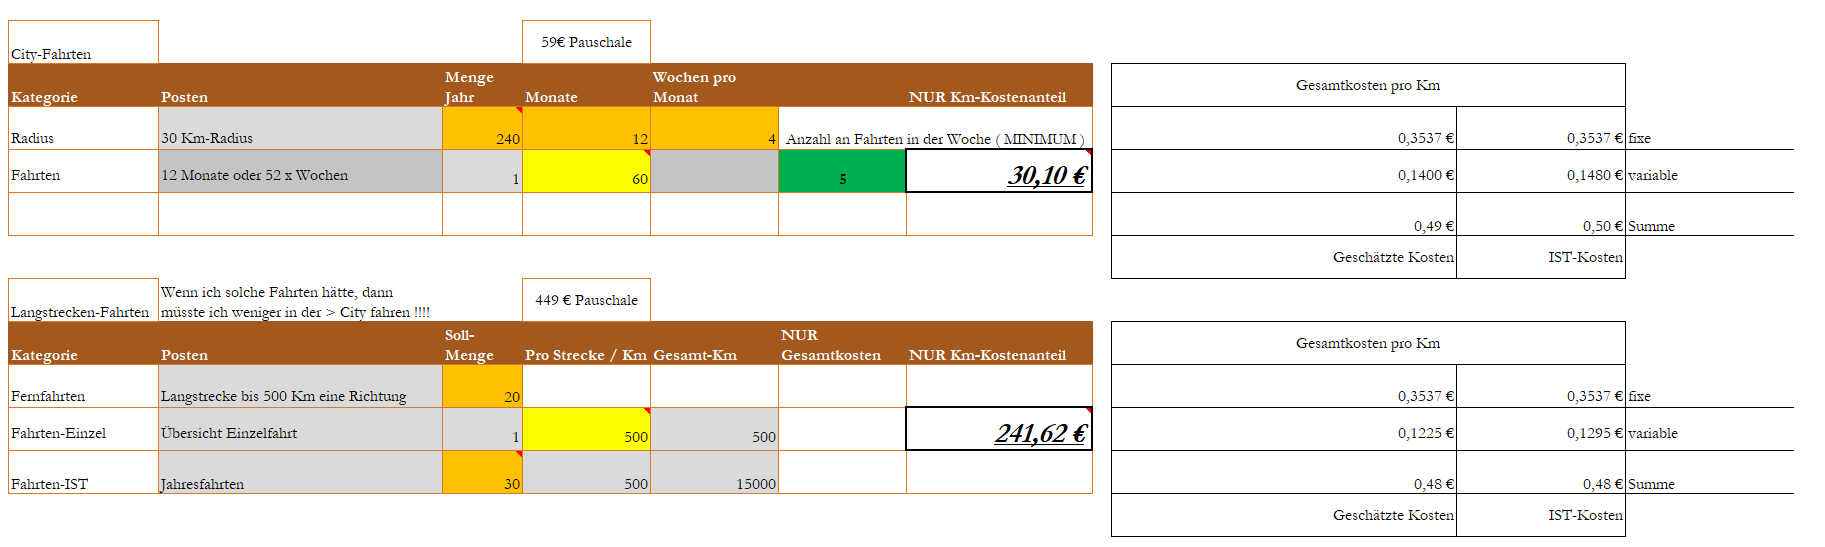 City-Fahrten
59€ Pauschale
Kategorie Posten Menge Jahr Monate Wochen pro Monat NUR Km-Kostenanteil
Radius 30 Km-Radius 240 12 4 Anzahl an Fahrten in der Woche ( MINIMUM )
Fahrten 12 Monate oder 52 x Wochen 1 60 5 30,10 €
Gesamtkosten pro Km
0,3537 € 0,3537 € fixe
0,1400 € 0,1480 € variable
0,49 € 0,50 € Summe
Geschätzte Kosten IST-Kosten
Langstrecken-Fahrten
Wenn ich solche Fahrten hätte, dann
müsste ich weniger in der > City fahren !!!!
449 € Pauschale
Kategorie Posten Soll-Menge Pro Strecke / Km Gesamt-Km NUR Gesamtkosten NUR Km-Kostenanteil
Fernfahrten Langstrecke bis 500 Km eine Richtung 20
Fahrten-Einzel Übersicht Einzelfahrt 1 500 500 241,62 €
Fahrten-IST Jahresfahrten 30 500 15000
Gesamtkosten pro Km
0,3537 € 0,3537 € fixe
0,1225 € 0,1295 € variable
0,48 € 0,48 € Summe
Geschätzte Kosten IST-Kosten